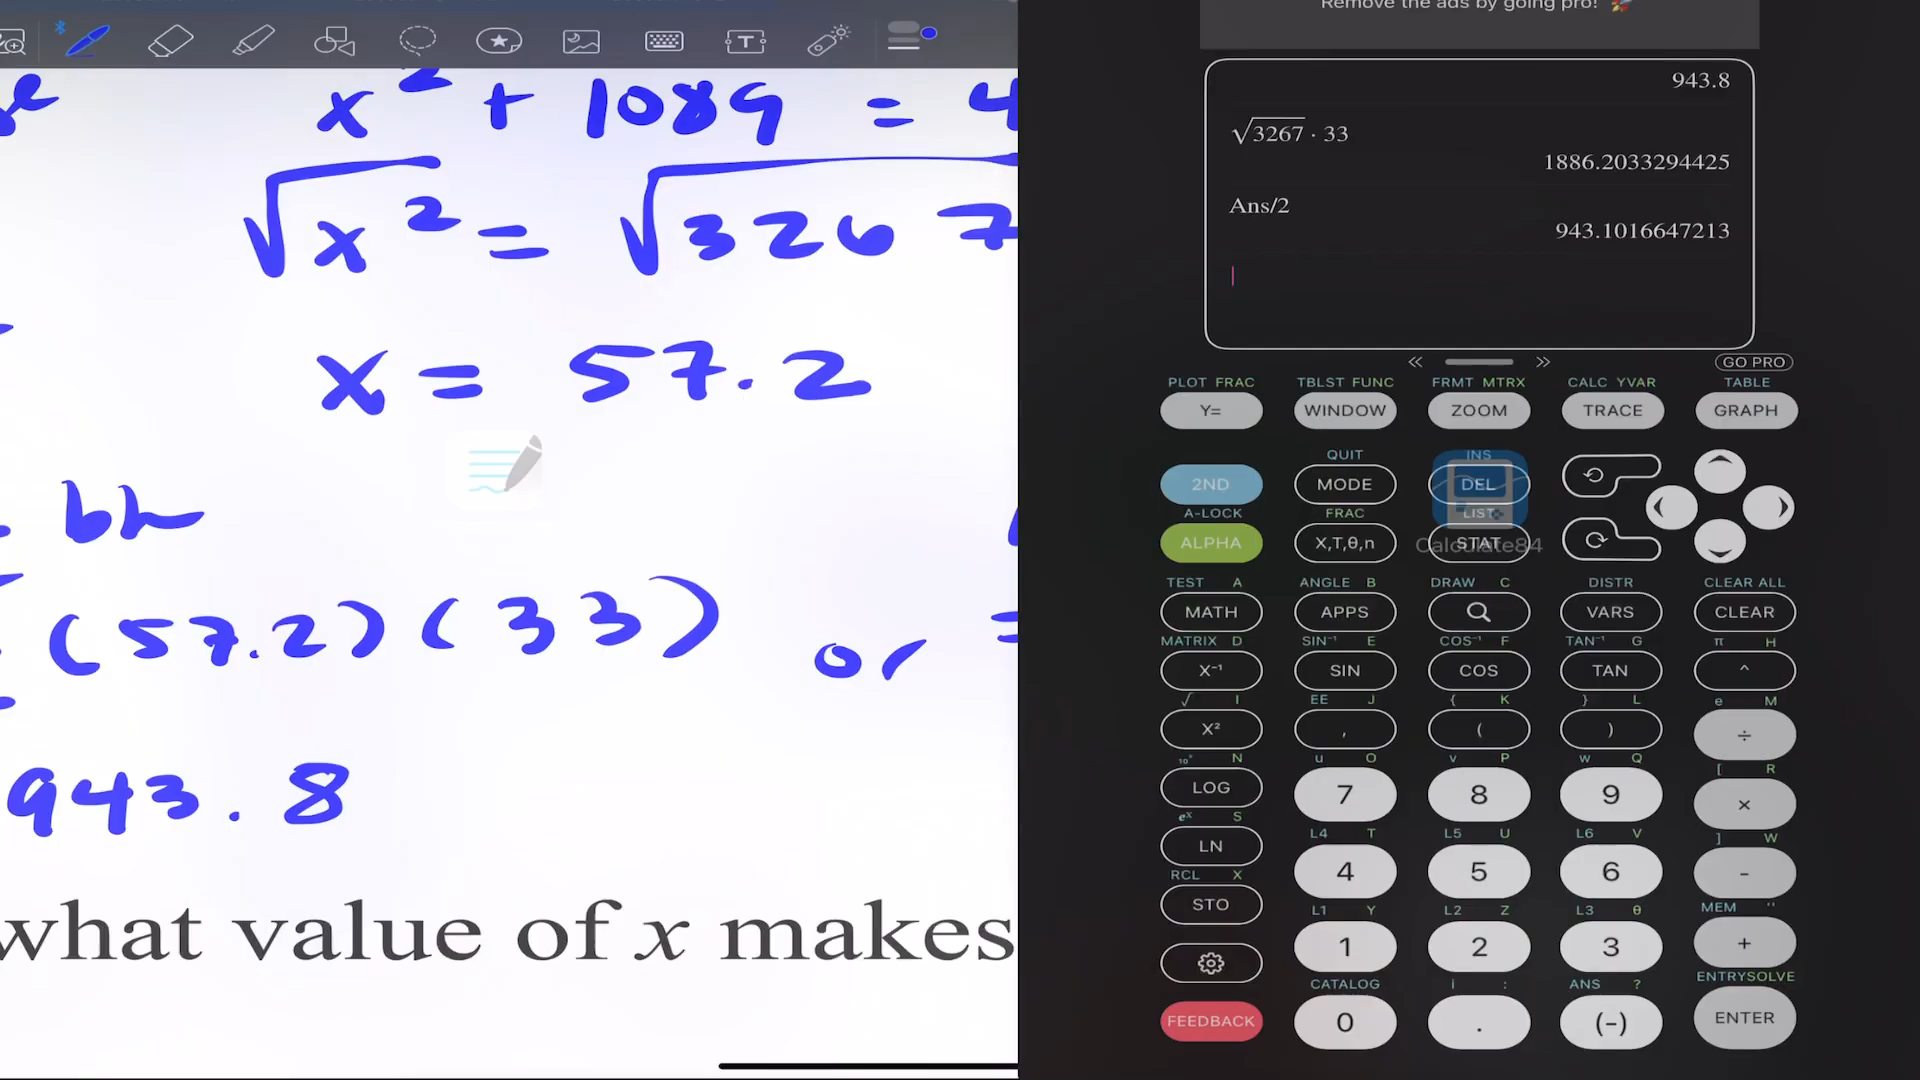 x² + 1089 = 4
√x² = √3267
x = 57.2
bh
(57.2)(33) or =
943.8
what value of x makes
Remove the ads by going pro! 🚀
943.8
√3267 · 33
1886.2033294425
Ans/2
943.1016647213
GO PRO
PLOT FRAC TBLST FUNC FRMT MTRX CALC YVAR TABLE
Y= WINDOW ZOOM TRACE GRAPH
QUIT INS
2ND MODE DEL
A-LOCK FRAC LIST
ALPHA X,T,θ,n STAT
Calculate84
TEST A ANGLE B DRAW C DISTR CLEAR ALL
MATH APPS VARS CLEAR
MATRIX D SIN⁻¹ E COS⁻¹ F TAN⁻¹ G π H
X⁻¹ SIN COS TAN ^
√ I EE J { K } L e M
X² , ( ) ÷
10ˣ N u O v P w Q [ R
LOG 7 8 9 ×
eˣ S L4 T L5 U L6 V ] W
LN 4 5 6 -
RCL X L1 Y L2 Z L3 θ MEM "
STO 1 2 3 +
CATALOG i : ANS ? ENTRYSOLVE
FEEDBACK 0 . (-) ENTER